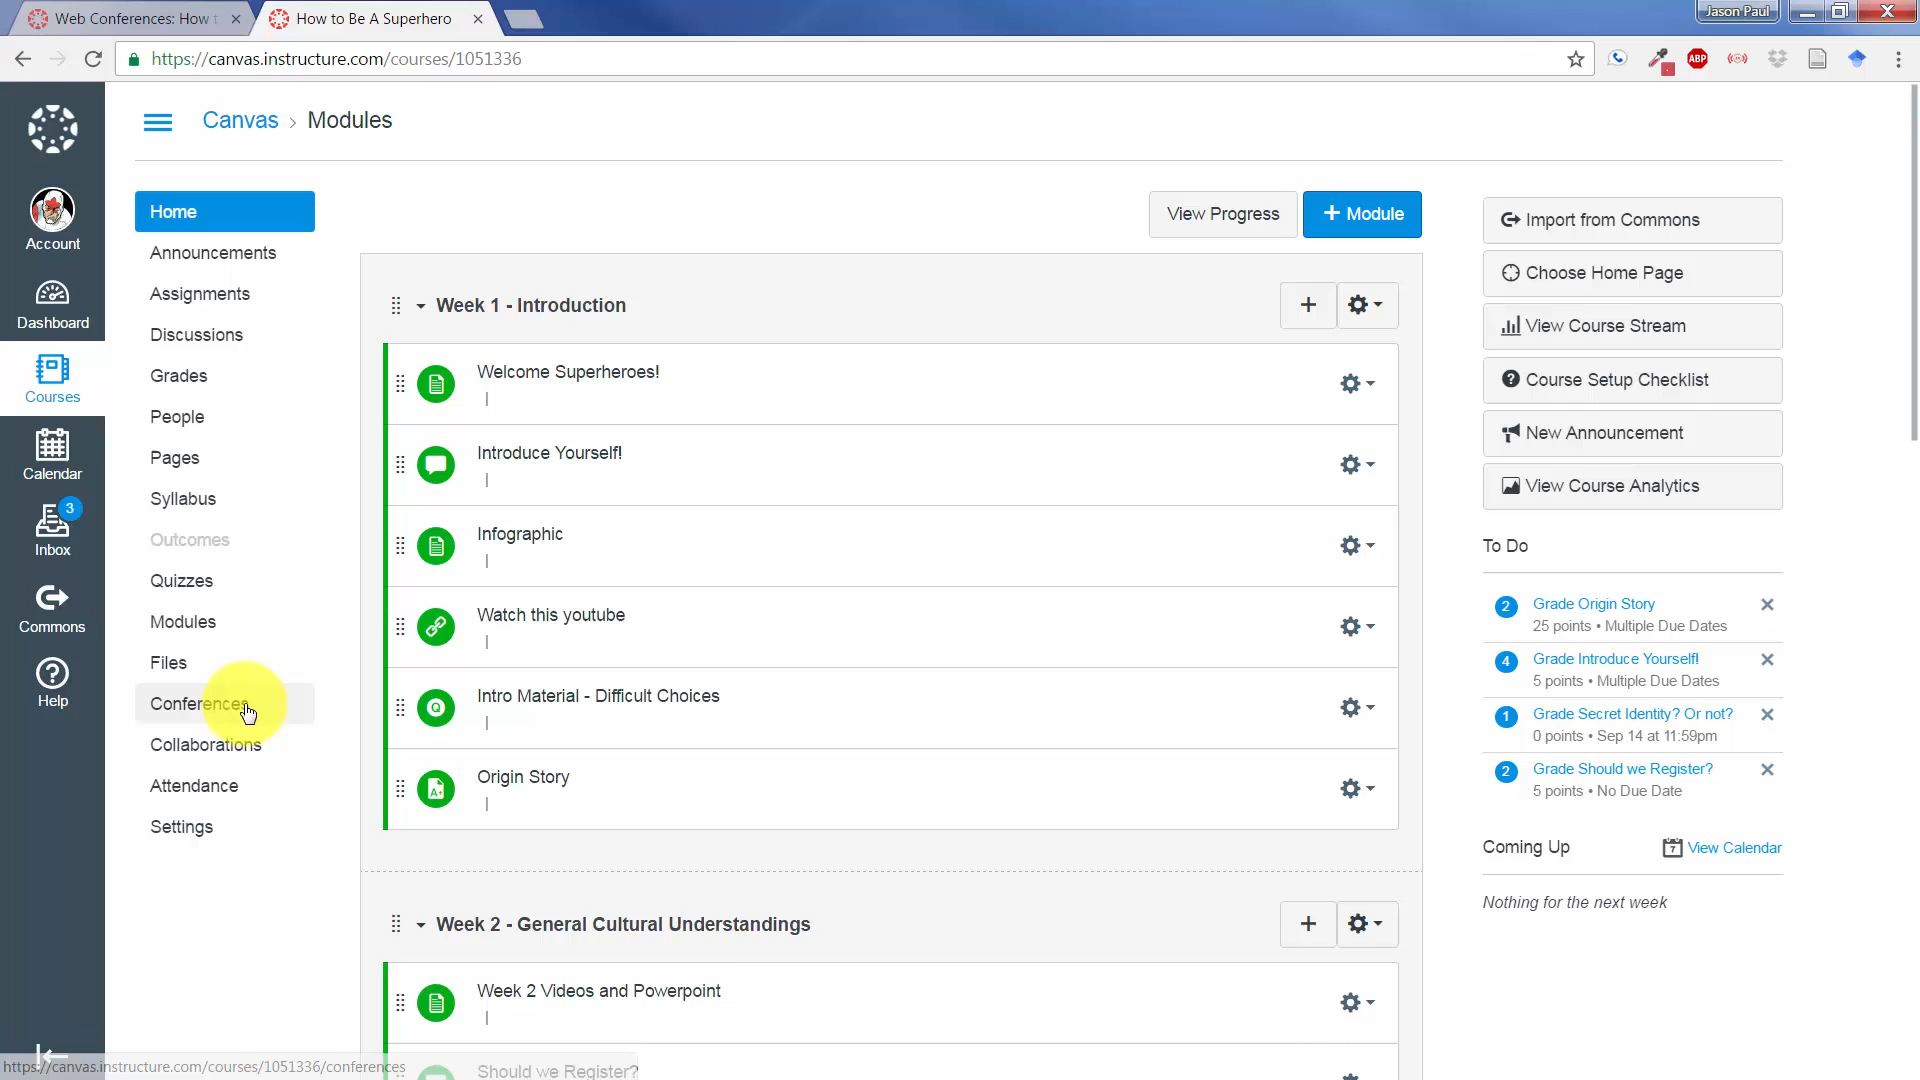 Web Conferences: How t
How to Be A Superhero
Jason Paul
https://canvas.instructure.com/courses/1051336
ABP
Canvas › Modules
Account
Dashboard
Courses
Calendar
3
Inbox
Commons
Help
Home
Announcements
Assignments
Discussions
Grades
People
Pages
Syllabus
Outcomes
Quizzes
Modules
Files
Conferences
Collaborations
Attendance
Settings
View Progress
+ Module
Week 1 - Introduction
Welcome Superheroes!
|
Introduce Yourself!
|
Infographic
|
Watch this youtube
|
Intro Material - Difficult Choices
|
Origin Story
|
Week 2 - General Cultural Understandings
Week 2 Videos and Powerpoint
|
Should we Register?
Import from Commons
Choose Home Page
View Course Stream
Course Setup Checklist
New Announcement
View Course Analytics
To Do
2 Grade Origin Story
25 points • Multiple Due Dates
4 Grade Introduce Yourself!
5 points • Multiple Due Dates
1 Grade Secret Identity? Or not?
0 points • Sep 14 at 11:59pm
2 Grade Should we Register?
5 points • No Due Date
Coming Up
7 View Calendar
Nothing for the next week
https://canvas.instructure.com/courses/1051336/conferences